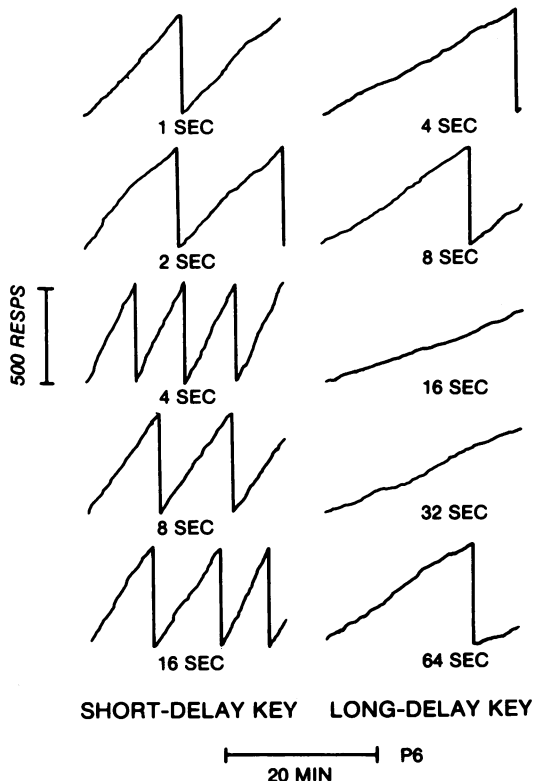 1 SEC
4 SEC
2 SEC
8 SEC
500 RESPS
4 SEC
16 SEC
8 SEC
32 SEC
16 SEC
64 SEC
SHORT-DELAY KEY
LONG-DELAY KEY
20 MIN
P6